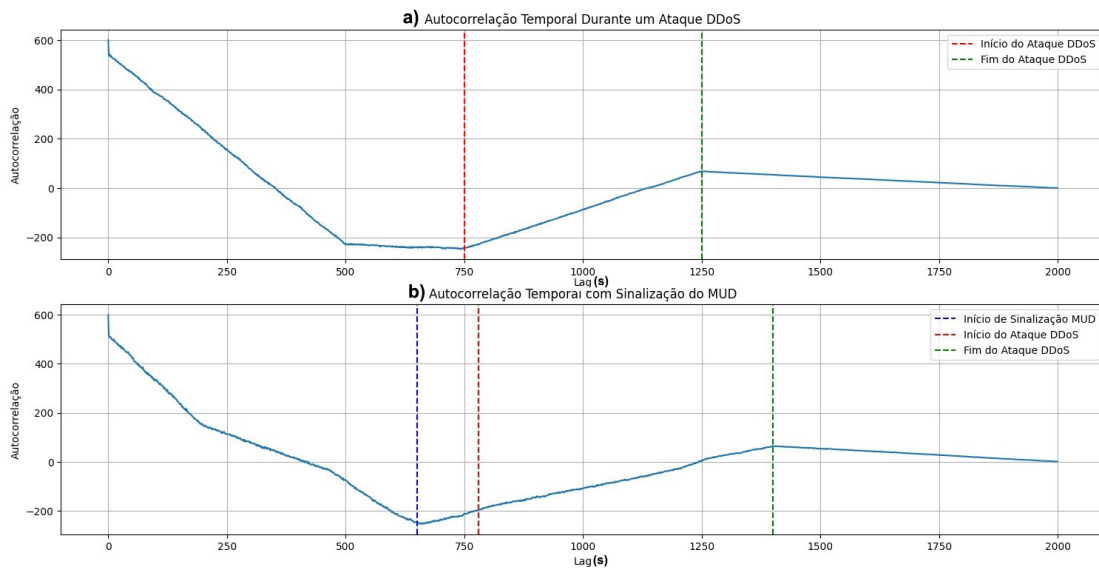 a) Autocorrelação Temporal Durante um Ataque DDoS
600
400
200
0
−200
Autocorrelação
Início do Ataque DDoS
Fim do Ataque DDoS
0 250 500 750 1000 1250 1500 1750 2000
Lag (s)
b) Autocorrelação Temporal com Sinalização do MUD
600
400
200
0
−200
Autocorrelação
Início de Sinalização MUD
Início do Ataque DDoS
Fim do Ataque DDoS
0 250 500 750 1000 1250 1500 1750 2000
Lag (s)